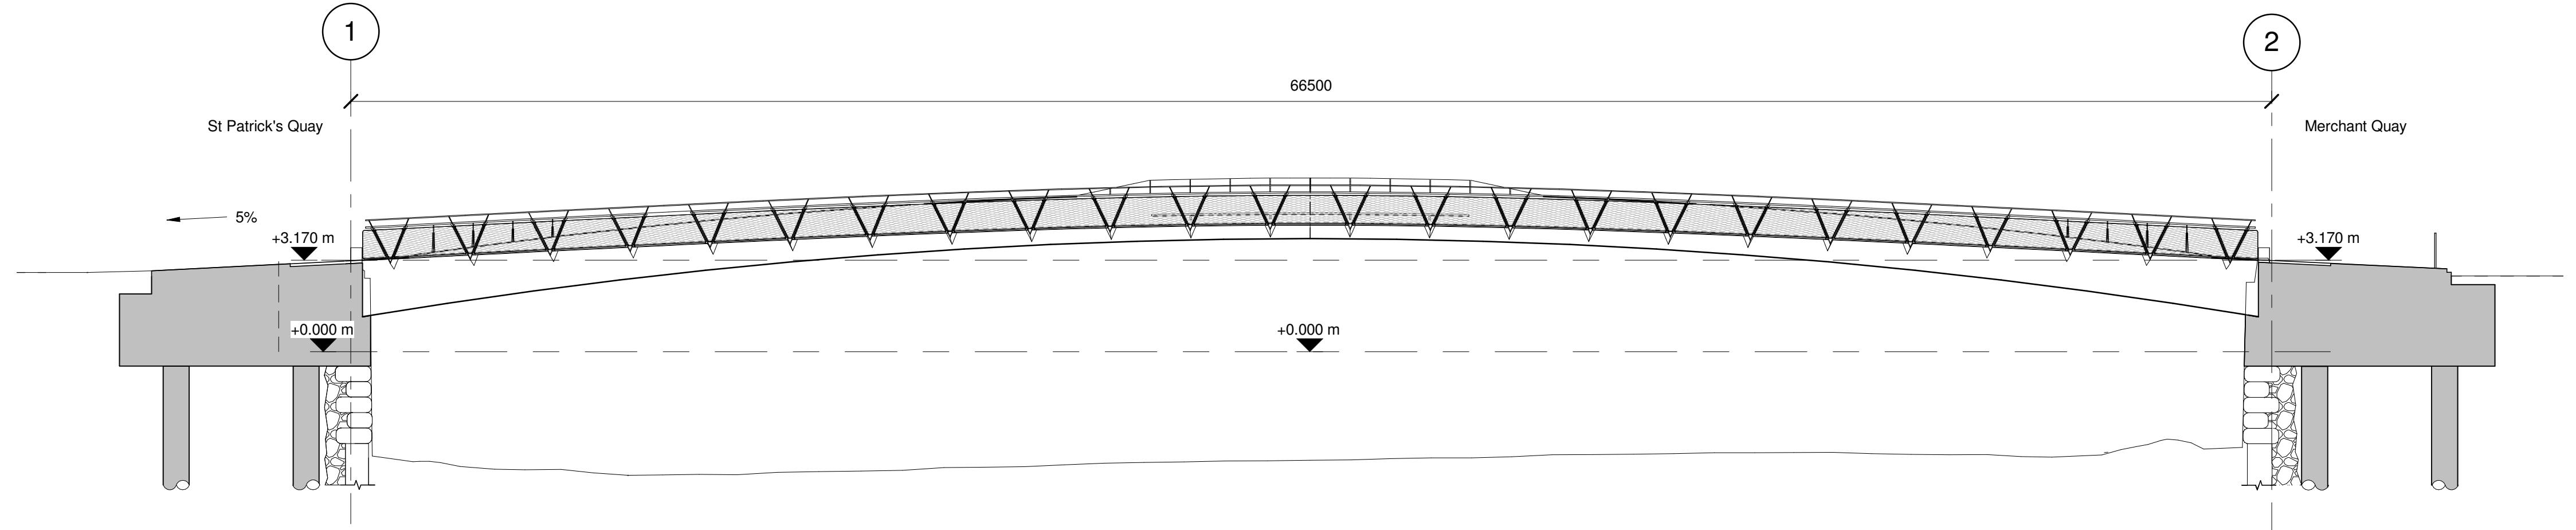 1
2
66500
St Patrick's Quay
Merchant Quay
5%
+3.170 m
+3.170 m
+0.000 m
+0.000 m